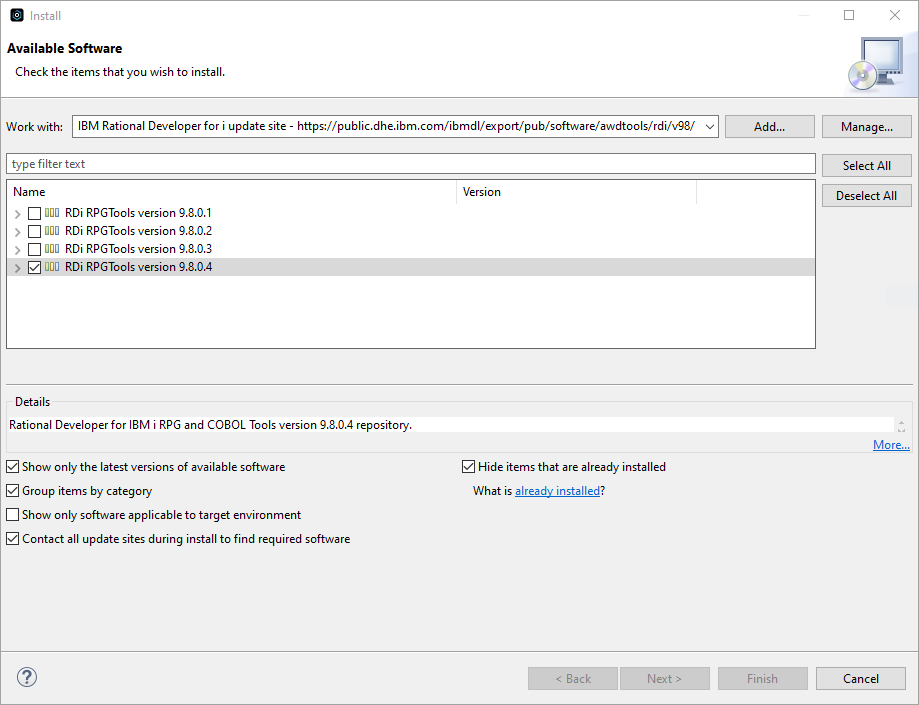 Install
Available Software
Check the items that you wish to install.
Work with: IBM Rational Developer for i update site - https://public.dhe.ibm.com/ibmdl/export/pub/software/awdtools/rdi/v98/ Add... Manage...
type filter text Select All
Name Version Deselect All
RDi RPGTools version 9.8.0.1
RDi RPGTools version 9.8.0.2
RDi RPGTools version 9.8.0.3
RDi RPGTools version 9.8.0.4
Details
Rational Developer for IBM i RPG and COBOL Tools version 9.8.0.4 repository.
More...
Show only the latest versions of available software Hide items that are already installed
Group items by category What is already installed?
Show only software applicable to target environment
Contact all update sites during install to find required software
? < Back Next > Finish Cancel